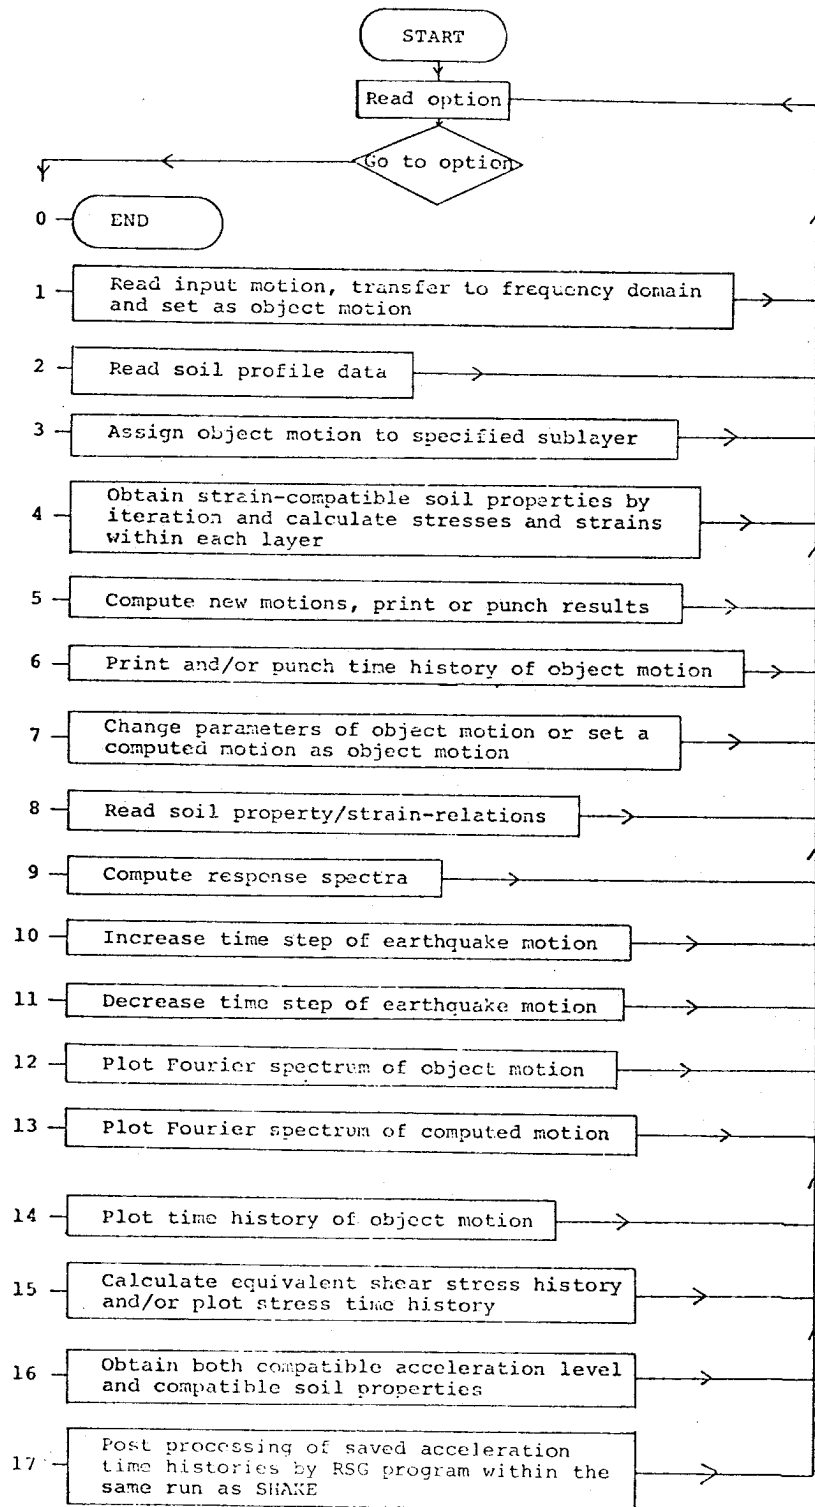 START
Read option
Go to option
0 END
1 Read input motion, transfer to frequency domain
and set as object motion
2 Read soil profile data
3 Assign object motion to specified sublayer
4 Obtain strain-compatible soil properties by
iteration and calculate stresses and strains
within each layer
5 Compute new motions, print or punch results
6 Print and/or punch time history of object motion
7 Change parameters of object motion or set a
computed motion as object motion
8 Read soil property/strain-relations
9 Compute response spectra
10 Increase time step of earthquake motion
11 Decrease time step of earthquake motion
12 Plot Fourier spectrum of object motion
13 Plot Fourier spectrum of computed motion
14 Plot time history of object motion
15 Calculate equivalent shear stress history
and/or plot stress time history
16 Obtain both compatible acceleration level
and compatible soil properties
17 Post processing of saved acceleration
time histories by RSG program within the
same run as SHAKE